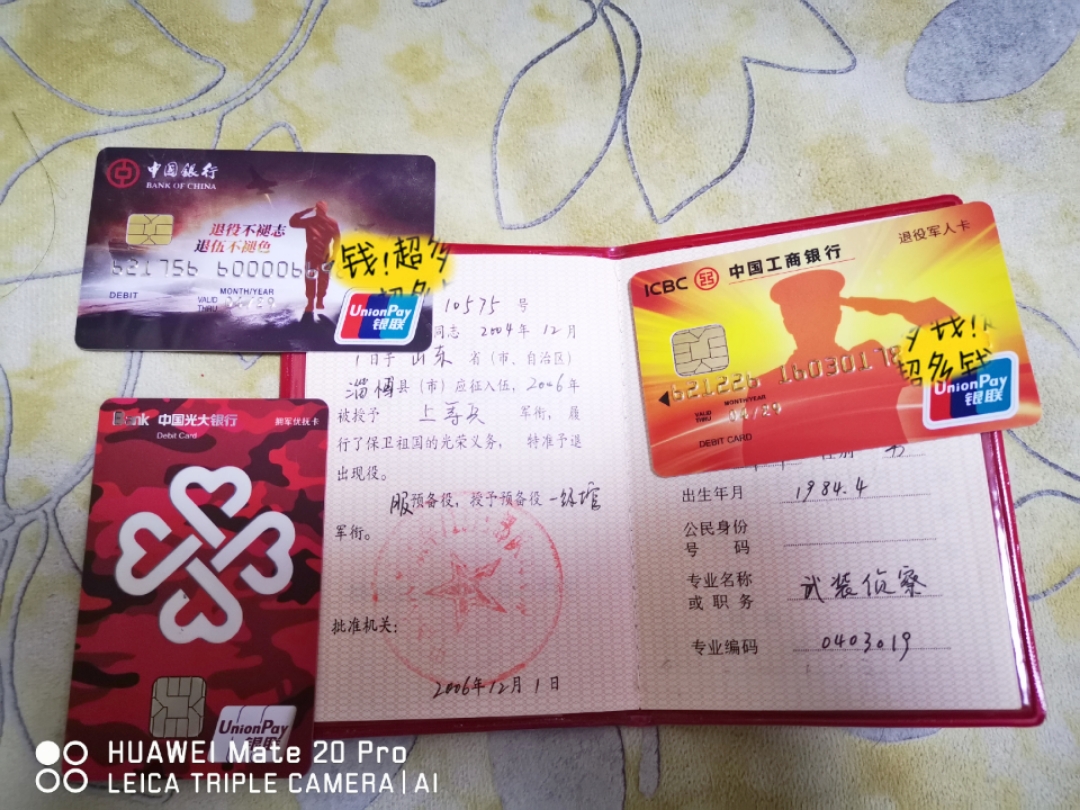 中国银行
BANK OF CHINA
退役不褪志
退伍不褪色
621756 600006
DEBIT
MONTH/YEAR
VALID
THRU
钱!超多
UnionPay
银联
10575 号
同志 2004年12月
1日于 山东 省（市、自治区）
淄博县（市）应征入伍，2006年
被授予 上等兵 军衔，履
行了保卫祖国的光荣义务，特准予退
出现役。
服预备役，授予预备役
军衔。
批准机关：
2006年12月1日
ICBC 中国工商银行
退役军人卡
621226 160301178
VALID
THRU
MONTH/YEAR
04/29
DEBIT CARD
钱!
超多钱
UnionPay
银联
出生年月 1984.4
公民身份
号 码
专业名称
或职务
武装侦察
专业编码 0403019
Bank 中国光大银行
Debit Card
拥军优抚卡
UnionPay
银联
HUAWEI Mate 20 Pro
LEICA TRIPLE CAMERA|AI